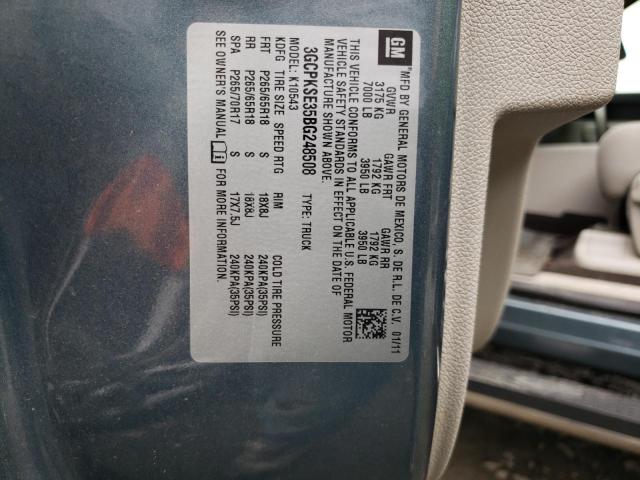 GM
MFD BY GENERAL MOTORS DE MEXICO, S. DE R.L. DE C.V. 01/11
GVWR GAWR FRT GAWR RR
3175 KG 1792 KG 1792 KG
7000 LB 3950 LB 3950 LB
THIS VEHICLE CONFORMS TO ALL APPLICABLE U.S. FEDERAL MOTOR
VEHICLE SAFETY STANDARDS IN EFFECT ON THE DATE OF
MANUFACTURE SHOWN ABOVE.
3GCPKSE35BG248508 TYPE: TRUCK
MODEL: K10543
KDFG TIRE SIZE SPEED RTG RIM COLD TIRE PRESSURE
FRT P265/65R18 S 18X8J 240KPA(35PSI)
RR P265/65R18 S 18X8J 240KPA(35PSI)
SPA P265/70R17 S 17X7.5J 240KPA(35PSI)
SEE OWNER'S MANUAL FOR MORE INFORMATION.